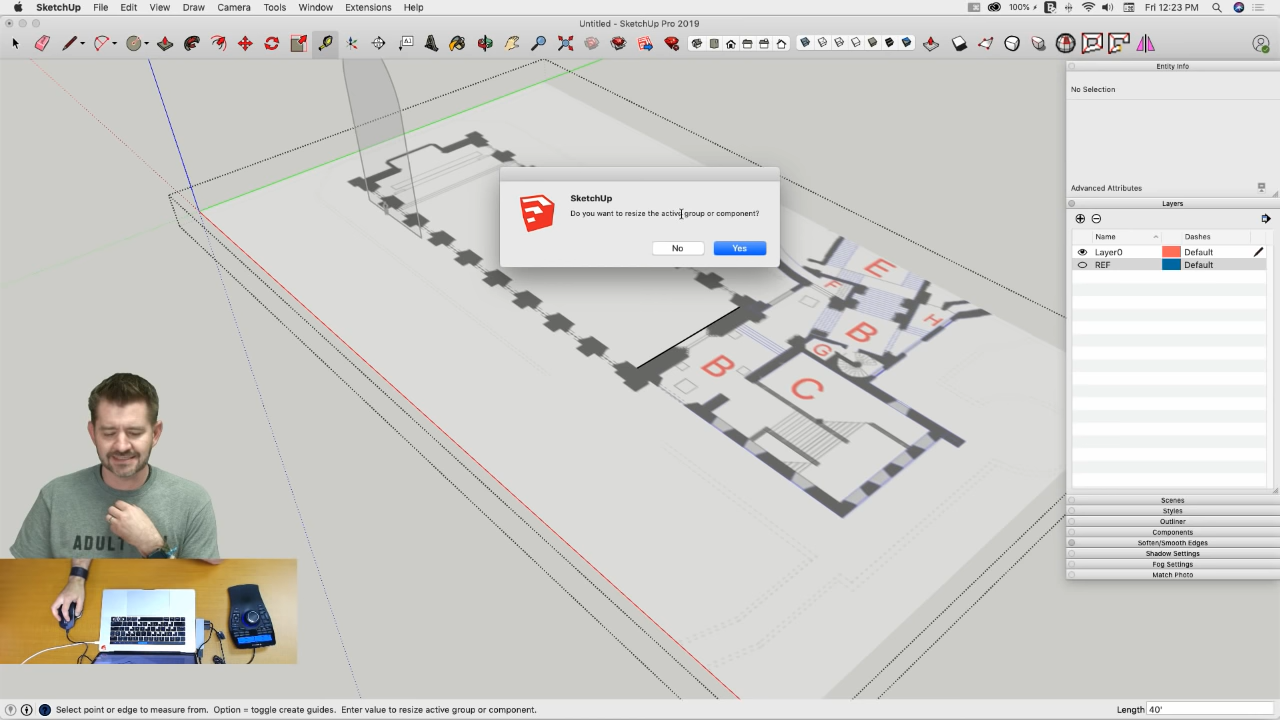 SketchUp File Edit View Draw Camera Tools Window Extensions Help
100% Fri 12:23 PM
Untitled - SketchUp Pro 2019
Entity Info
No Selection
Advanced Attributes
Layers
Name Dashes
Layer0 Default
REF Default
Scenes
Styles
Outliner
Components
Soften/Smooth Edges
Shadow Settings
Fog Settings
Match Photo
SketchUp
Do you want to resize the active group or component?
No Yes
E
F
B
H
G
B
C
ADULT
Select point or edge to measure from. Option = toggle create guides. Enter value to resize active group or component.
Length 40'